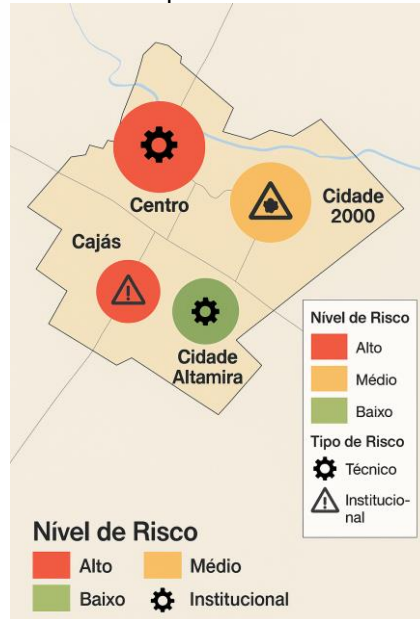 Centro
Cidade
2000
Cajás
Cidade
Altamira
Nível de Risco
Alto
Médio
Baixo
Tipo de Risco
Técnico
Institucio-
nal
Nível de Risco
Alto
Médio
Baixo
Institucional